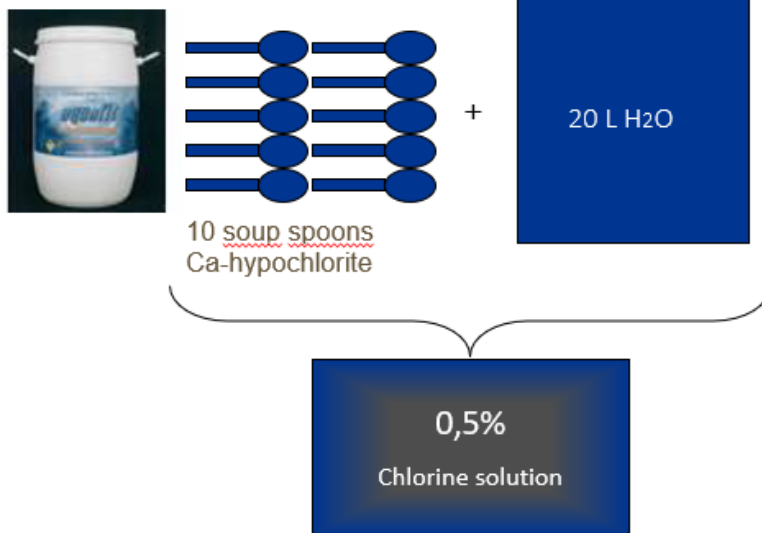 +
20 L H2O
10 soup spoons
Ca-hypochlorite
0,5%
Chlorine solution